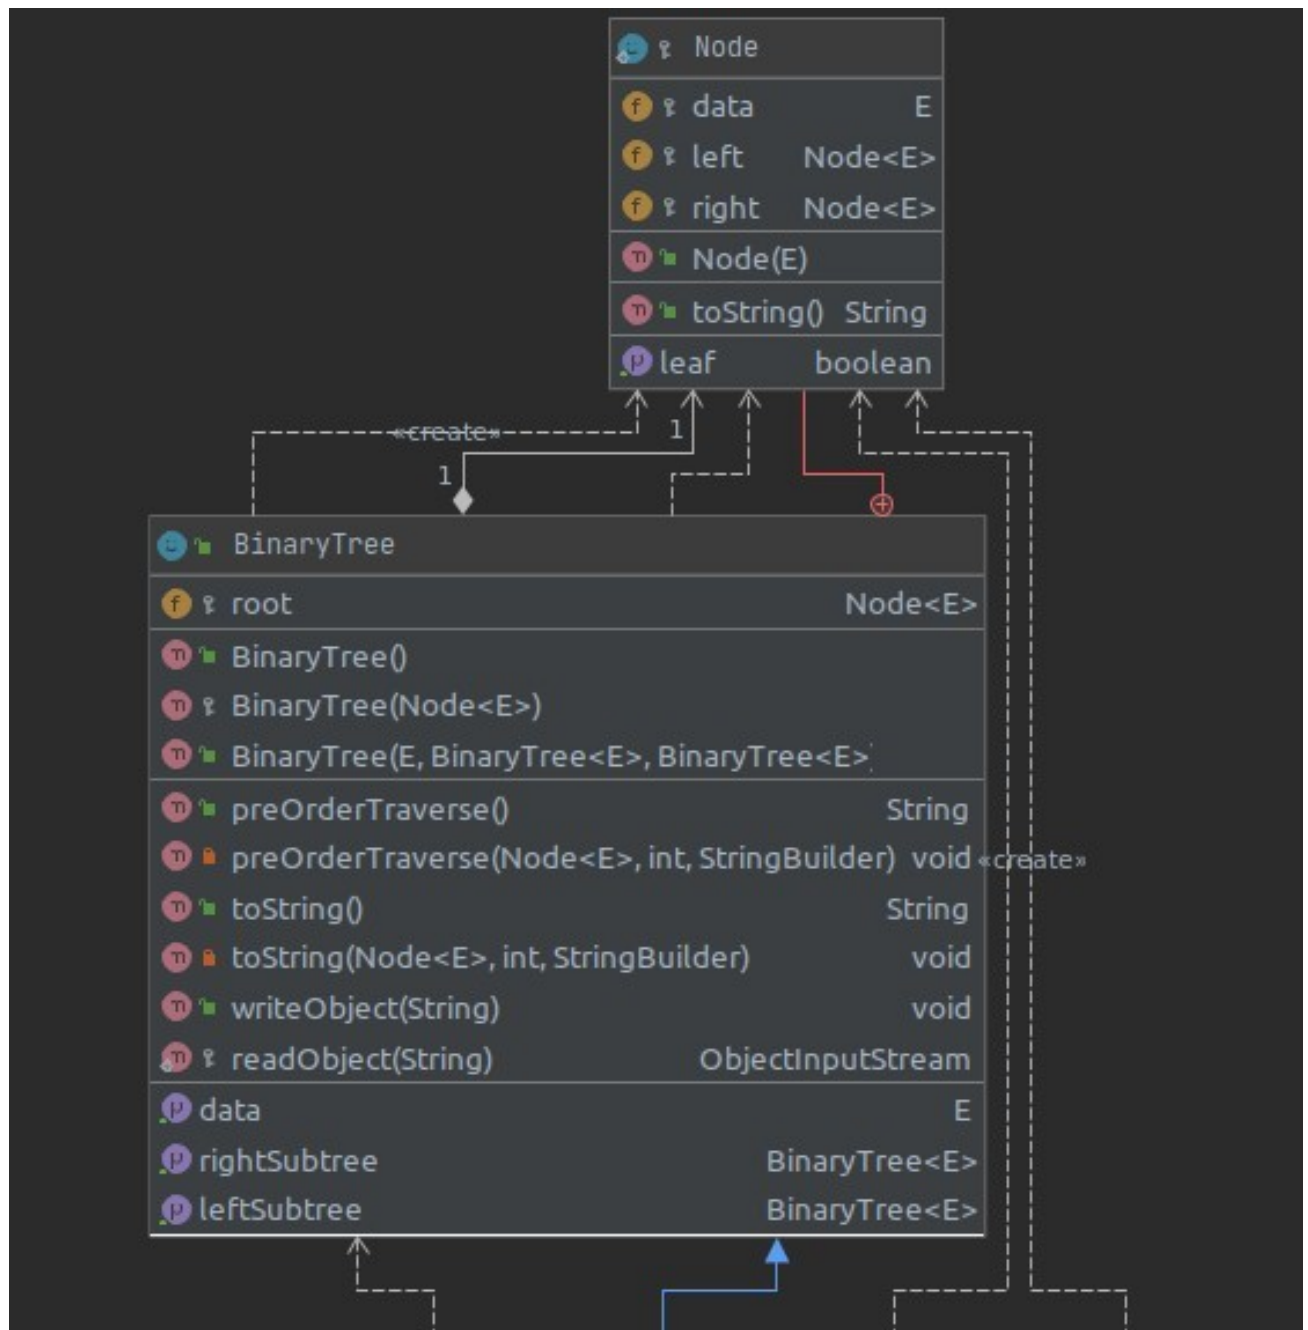 Node
data E
left Node<E>
right Node<E>
Node(E)
toString() String
leaf boolean
«create»
1
1
BinaryTree
root Node<E>
BinaryTree()
BinaryTree(Node<E>)
BinaryTree(E, BinaryTree<E>, BinaryTree<E>)
preOrderTraverse() String
preOrderTraverse(Node<E>, int, StringBuilder) void «create»
toString() String
toString(Node<E>, int, StringBuilder) void
writeObject(String) void
readObject(String) ObjectInputStream
data E
rightSubtree BinaryTree<E>
leftSubtree BinaryTree<E>